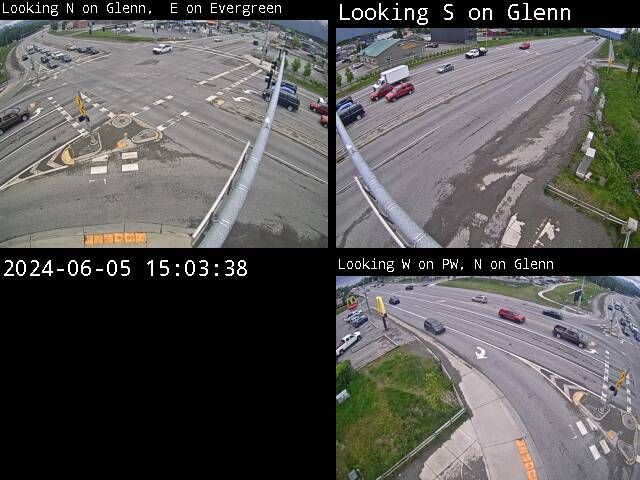 Looking N on Glenn, E on Evergreen
Looking S on Glenn
2024-06-05 15:03:38
Looking W on PW, N on Glenn